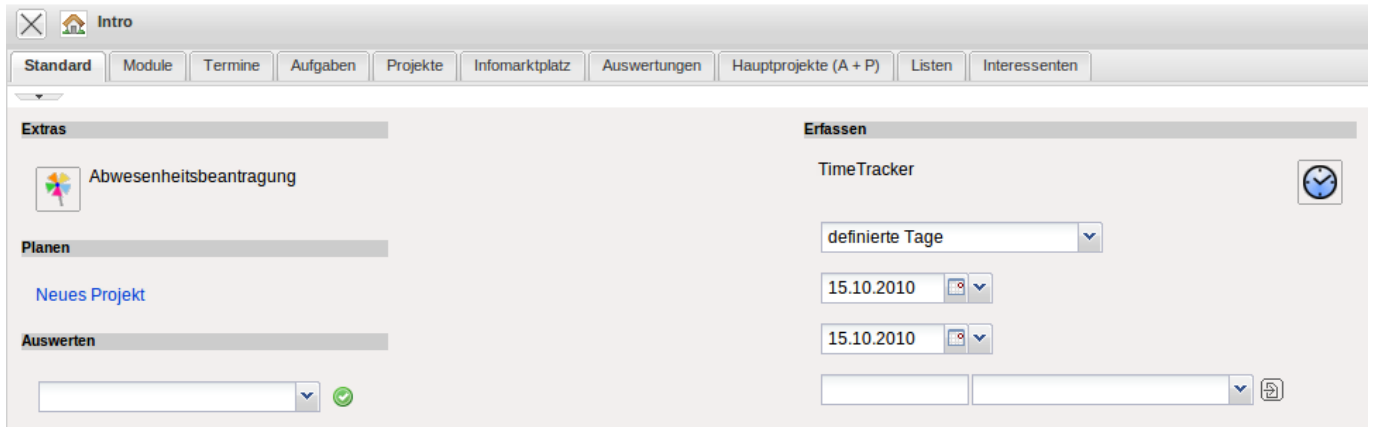 Intro
Standard Module Termine Aufgaben Projekte Infomarktplatz Auswertungen Hauptprojekte (A + P) Listen Interessenten
Extras
Abwesenheitsbeantragung
Planen
Neues Projekt
Auswerten
Erfassen
TimeTracker
definierte Tage
15.10.2010
15.10.2010